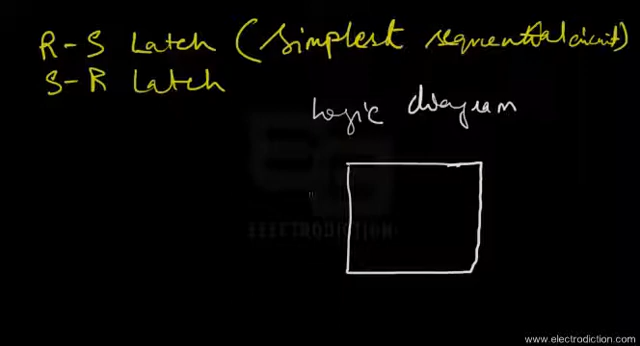 R-S Latch (Simplest sequential circuit)
S-R Latch
Logic diagram
ELECTRODICTION
www.electrodiction.com